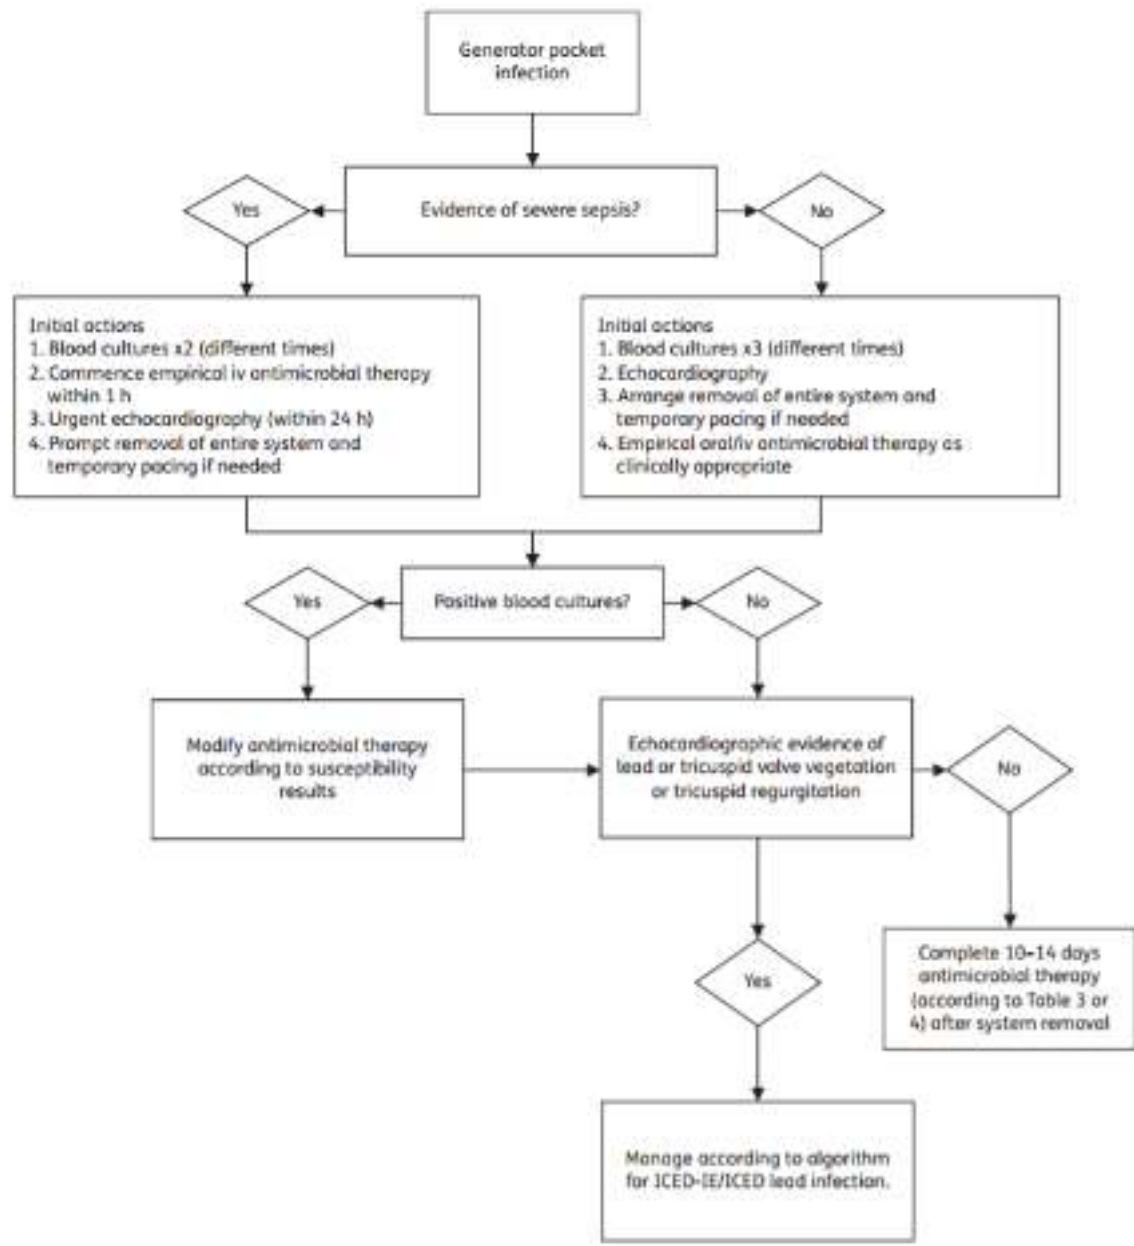 Generator pocket
infection
Yes
Evidence of severe sepsis?
No
Initial actions
1. Blood cultures x2 (different times)
2. Commence empirical iv antimicrobial therapy
within 1 h
3. Urgent echocardiography (within 24 h)
4. Prompt removal of entire system and
temporary pacing if needed
Initial actions
1. Blood cultures x3 (different times)
2. Echocardiography
3. Arrange removal of entire system and
temporary pacing if needed
4. Empirical oral/iv antimicrobial therapy as
clinically appropriate
Yes
Positive blood cultures?
No
Modify antimicrobial therapy
according to susceptibility
results
Echocardiographic evidence of
lead or tricuspid valve vegetation
or tricuspid regurgitation
No
Yes
Complete 10–14 days
antimicrobial therapy
(according to Table 3 or
4) after system removal
Manage according to algorithm
for ICED-IE/ICED lead infection.